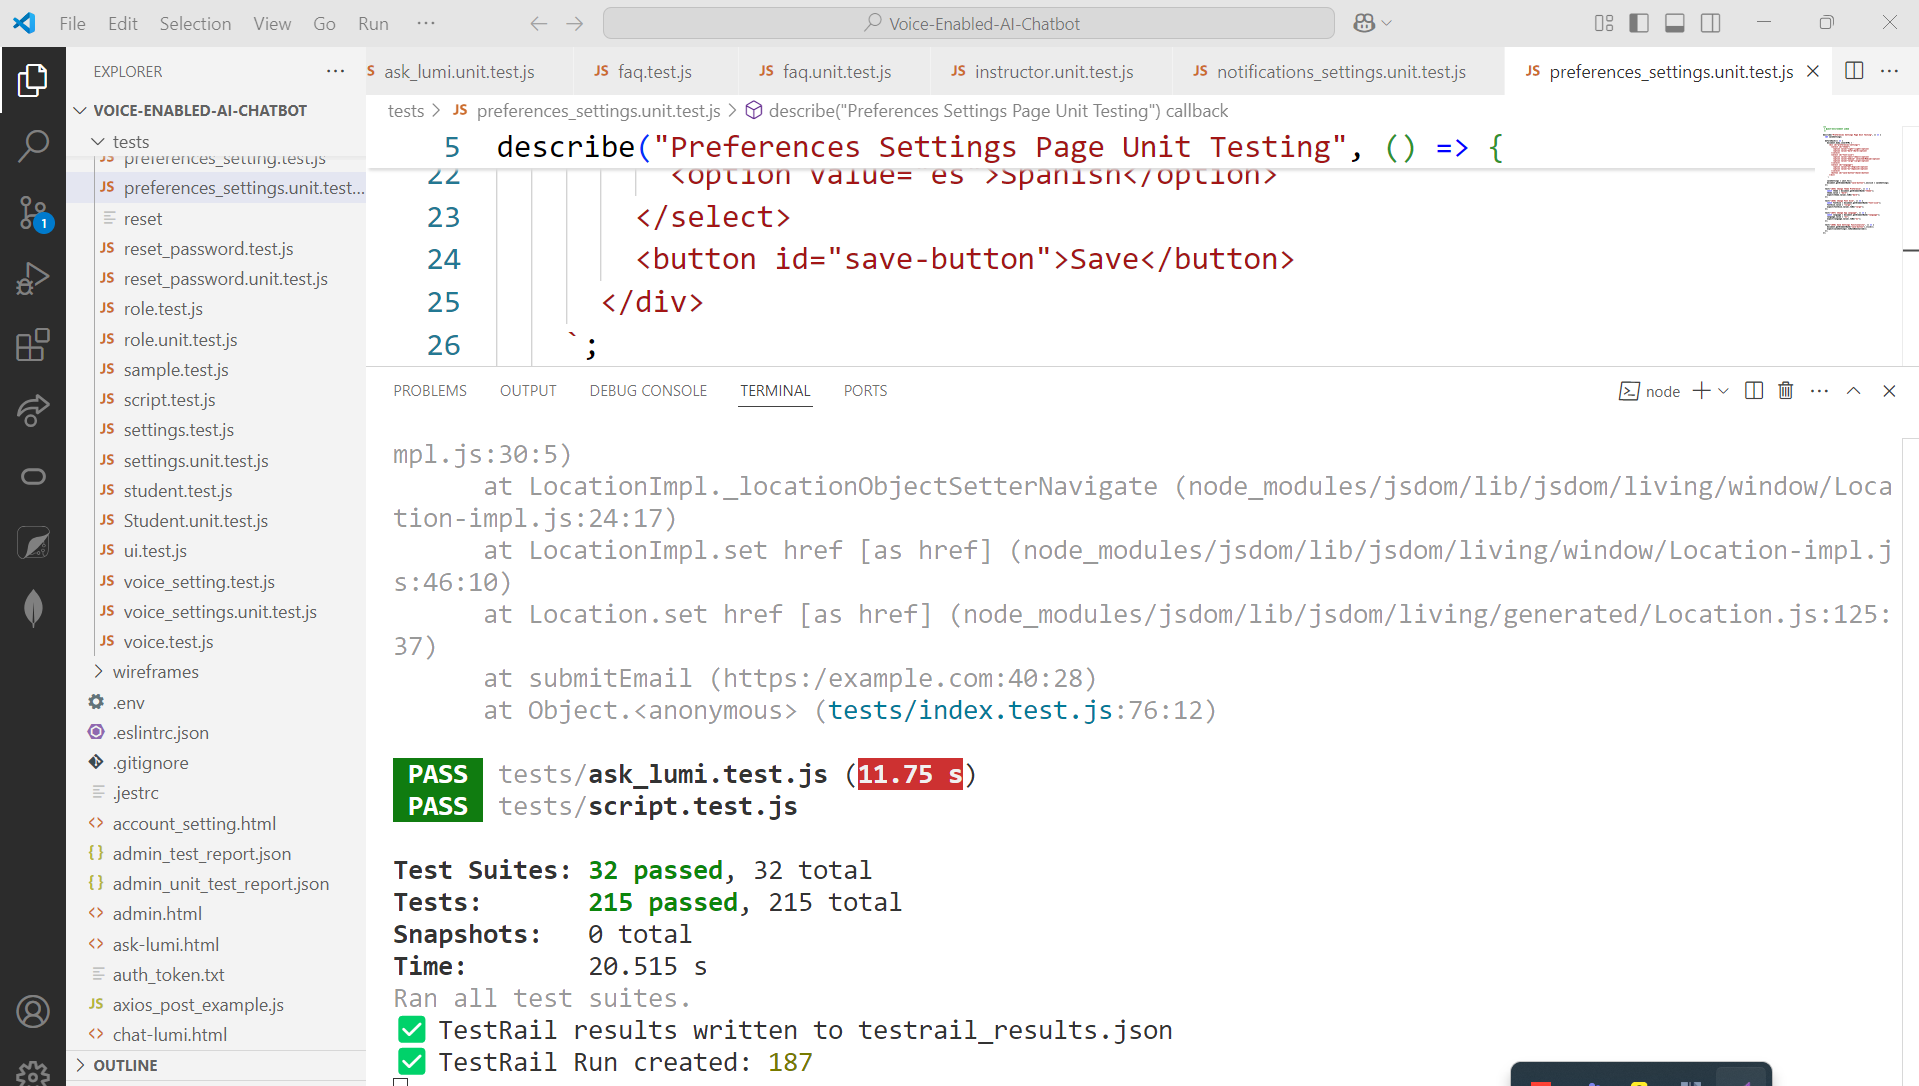 File Edit Selection View Go Run ···
Voice-Enabled-AI-Chatbot
EXPLORER ···
VOICE-ENABLED-AI-CHATBOT
tests
preferences_setting.test.js
preferences_settings.unit.test...
reset
reset_password.test.js
reset_password.unit.test.js
role.test.js
role.unit.test.js
sample.test.js
script.test.js
settings.test.js
settings.unit.test.js
student.test.js
Student.unit.test.js
ui.test.js
voice_setting.test.js
voice_settings.unit.test.js
voice.test.js
wireframes
.env
.eslintrc.json
.gitignore
.jestrc
account_setting.html
admin_test_report.json
admin_unit_test_report.json
admin.html
ask-lumi.html
auth_token.txt
axios_post_example.js
chat-lumi.html
OUTLINE
1
JS ask_lumi.unit.test.js JS faq.test.js JS faq.unit.test.js JS instructor.unit.test.js JS notifications_settings.unit.test.js JS preferences_settings.unit.test.js
tests > JS preferences_settings.unit.test.js > describe("Preferences Settings Page Unit Testing") callback
5 describe("Preferences Settings Page Unit Testing", () => {
22 <option value="es">Spanish</option>
23 </select>
24 <button id="save-button">Save</button>
25 </div>
26 `;
PROBLEMS OUTPUT DEBUG CONSOLE TERMINAL PORTS
node
mpl.js:30:5)
at LocationImpl._locationObjectSetterNavigate (node_modules/jsdom/lib/jsdom/living/window/Loca
tion-impl.js:24:17)
at LocationImpl.set href [as href] (node_modules/jsdom/lib/jsdom/living/window/Location-impl.j
s:46:10)
at Location.set href [as href] (node_modules/jsdom/lib/jsdom/living/generated/Location.js:125:
37)
at submitEmail (https:/example.com:40:28)
at Object.<anonymous> (tests/index.test.js:76:12)
PASS tests/ask_lumi.test.js (11.75 s)
PASS tests/script.test.js
Test Suites: 32 passed, 32 total
Tests: 215 passed, 215 total
Snapshots: 0 total
Time: 20.515 s
Ran all test suites.
✅ TestRail results written to testrail_results.json
✅ TestRail Run created: 187